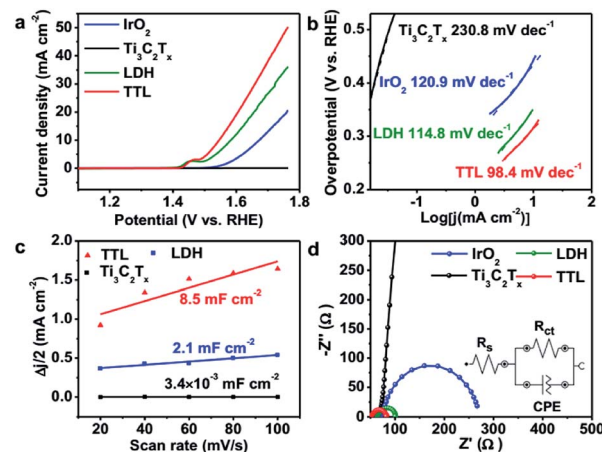 a
IrO2
Ti3C2Tx
LDH
TTL
Current density (mA cm-2)
60
50
40
30
20
10
0
1.2 1.4 1.6 1.8
Potential (V vs. RHE)
b
Ti3C2Tx 230.8 mV dec-1
IrO2 120.9 mV dec-1
LDH 114.8 mV dec-1
TTL 98.4 mV dec-1
Overpotential (V vs. RHE)
0.5
0.4
0.3
0.2
-1 0 1 2
Log[j(mA cm-2)]
c
TTL LDH
Ti3C2Tx
8.5 mF cm-2
2.1 mF cm-2
3.4×10-3 mF cm-2
Δj/2 (mA cm-2)
2.0
1.5
1.0
0.5
0.0
20 40 60 80 100
Scan rate (mV/s)
d
IrO2 LDH
Ti3C2Tx TTL
-Z'' (Ω)
300
250
200
150
100
50
0
Rs
Rct
CPE
50 100 200 300 400 500
Z' (Ω)